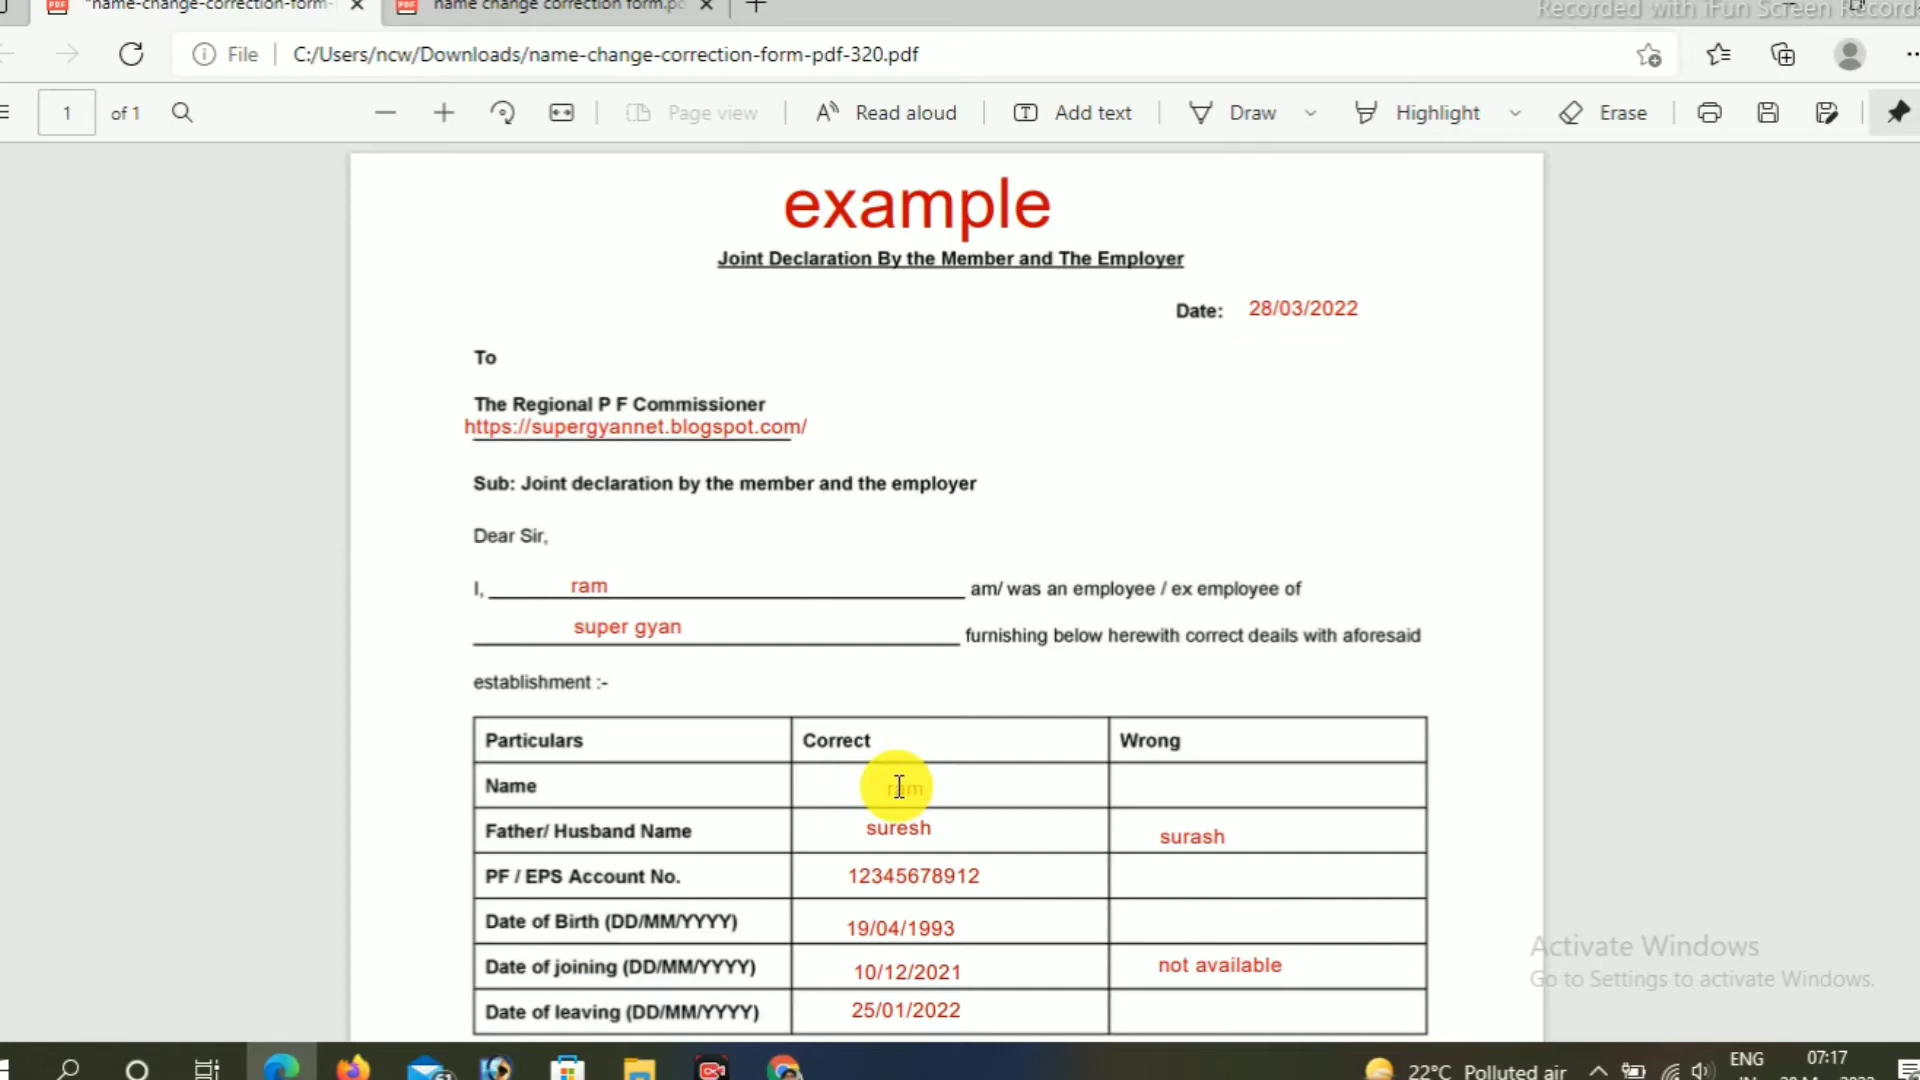 "name-change-correction-form-
name change correction form.pd
Recorded with iFun Screen Record
File C:/Users/ncw/Downloads/name-change-correction-form-pdf-320.pdf
1 of 1 Page view Read aloud Add text Draw Highlight Erase
example
Joint Declaration By the Member and The Employer
Date: 28/03/2022
To
The Regional P F Commissioner
https://supergyannet.blogspot.com/
Sub: Joint declaration by the member and the employer
Dear Sir,
I, ram am/ was an employee / ex employee of
super gyan furnishing below herewith correct deails with aforesaid
establishment :-
Particulars Correct Wrong
Name ram
Father/ Husband Name suresh surash
PF / EPS Account No. 12345678912
Date of Birth (DD/MM/YYYY) 19/04/1993
Date of joining (DD/MM/YYYY) 10/12/2021 not available
Date of leaving (DD/MM/YYYY) 25/01/2022
Activate Windows
Go to Settings to activate Windows.
22°C Polluted air ENG 07:17